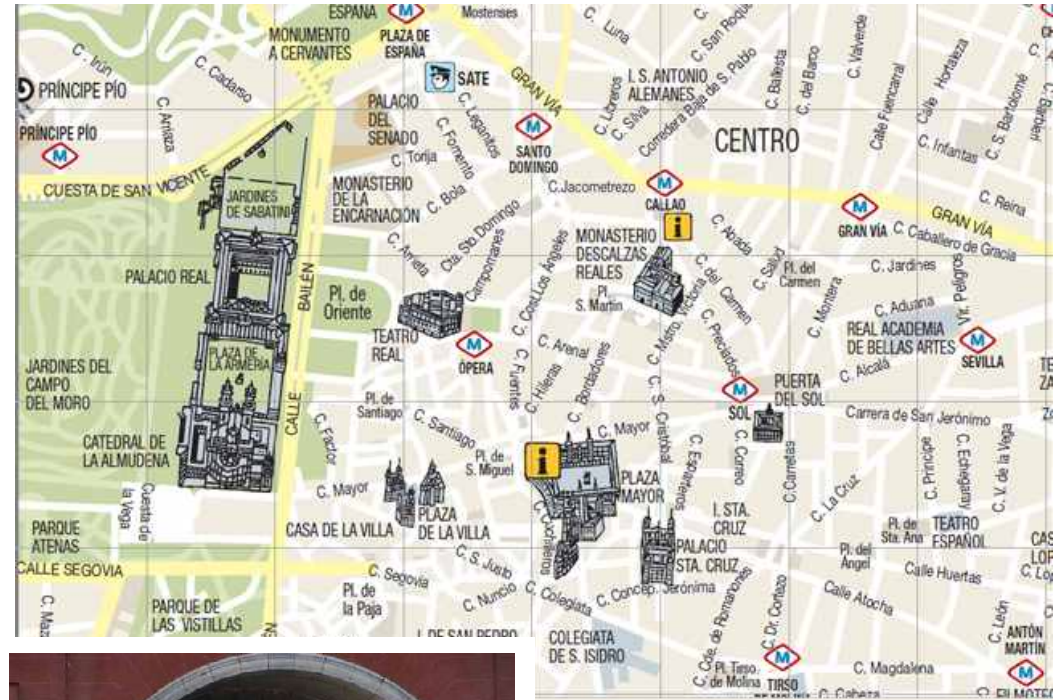 ESPAÑA
M
PLAZA DE
ESPAÑA
Mostenses
C. Luna
C. San Roque
C. Ballesta
C. del Barco
C. Valverde
Calle Fuencarral
Calle Hortaleza
C. S. Bartolomé
C. Barbieri
MONUMENTO
A CERVANTES
C. Irún
C. Cadarso
SATE
GRAN VÍA
I. S. ANTONIO
ALEMANES
PRÍNCIPE PÍO
PRÍNCIPE PÍO
M
C. Arriaza
PALACIO
DEL
SENADO
C. Leganitos
C. Fomento
C. Torija
M
SANTO
DOMINGO
C. Libreros
C. Silva
Corredera Baja de S. Pablo
CENTRO
C. Infantas
CUESTA DE SAN VICENTE
JARDINES
DE SABATINI
MONASTERIO
DE LA
ENCARNACIÓN
C. Bola
C. Jacometrezo
M
CALLAO
M
GRAN VÍA
GRAN VÍA
C. Reina
C. Caballero de Gracia
C. Arrieta
Cta. Sto. Domingo
Campomanes
C. Cost. Los Angeles
MONASTERIO
DESCALZAS
REALES
i
C. Abada
C. del Carmen
C. Salud
Pl. del
Carmen
C. Jardines
PALACIO REAL
BAILÉN
Pl. de
Oriente
Pl.
S. Martín
C. Preciados
C. Montera
C. Aduana
REAL ACADEMIA
DE BELLAS ARTES
M
SEVILLA
TEATRO
REAL
M
ÓPERA
PLAZA DE
LA ARMERÍA
C. Arenal
C. Fuentes
C. Hileras
C. Bordadores
C. Alcalá
JARDINES DEL
CAMPO
DEL MORO
CALLE
Pl. de
Santiago
C. Factor
C. Santiago
M
SOL
PUERTA
DEL SOL
Carrera de San Jerónimo
CATEDRAL DE
LA ALMUDENA
Pl. de
S. Miguel
i
C. Mayor
C. S. Cristóbal
C. Esparteros
C. Correo
C. Carretas
C. Príncipe
C. Echegaray
C. V. de la Vega
Cuesta de
la Vega
C. Mayor
CASA DE LA VILLA
PLAZA
DE LA VILLA
PLAZA
MAYOR
I. STA.
CRUZ
C. La Cruz
Pl. de
Sta. Ana
TEATRO
ESPAÑOL
PARQUE
ATENAS
C. Cuchilleros
PALACIO
STA. CRUZ
Pl. del
Angel
Calle Huertas
CALLE SEGOVIA
C. Segovia
C. S. Justo
C. Nuncio
C. Colegiata
C. Concep. Jerónima
Calle Atocha
Pl. de
la Paja
PARQUE DE
LAS VISTILLAS
COLEGIATA
DE S. ISIDRO
C. Cde. de Romanones
C. Dr. Cortezo
Pl. Tirso
de Molina
M
TIRSO
C. Magdalena
C. León
ANTÓN
MARTÍN
M
C. Cabeza